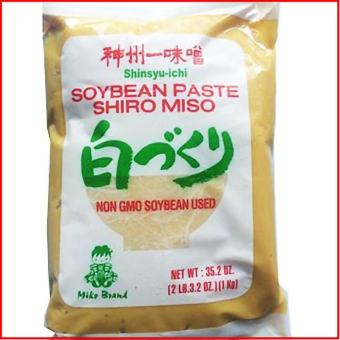 神州一味噌
Shinsyu-ichi
SOYBEAN PASTE
SHIRO MISO
白づくり
NON GMO SOYBEAN USED
NET WT : 35.2 OZ.
(2 LB.3.2 OZ.)(1 Kg)
Miko Brand